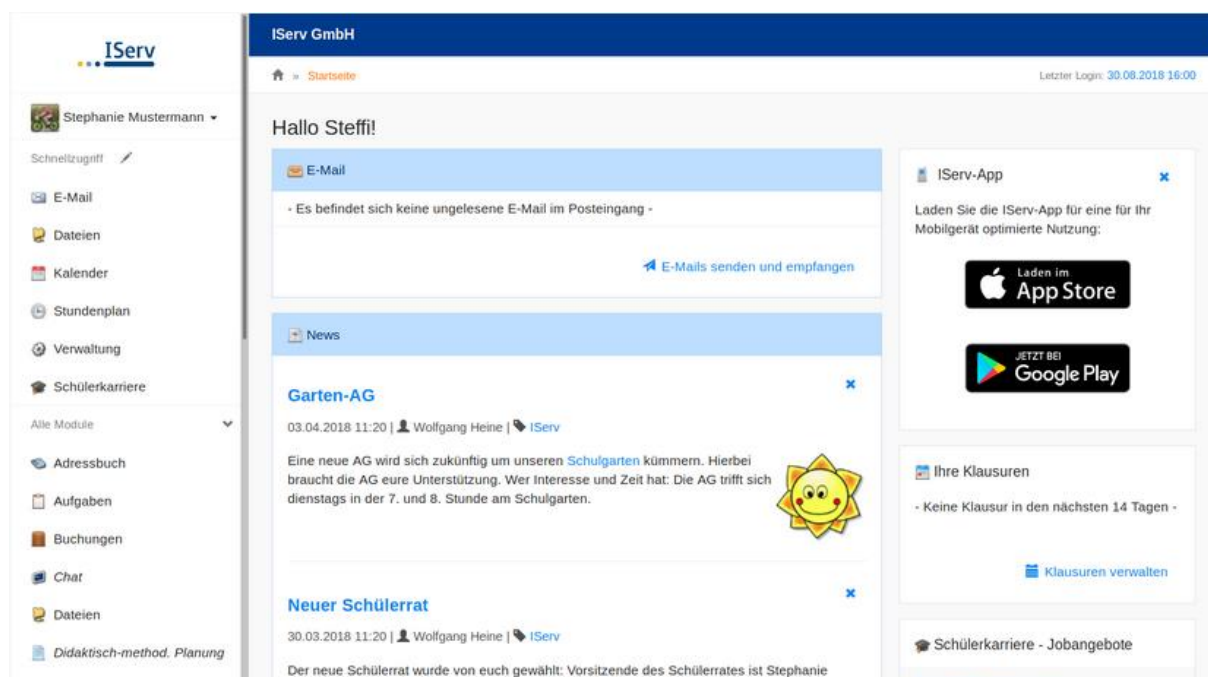 IServ
Stephanie Mustermann
Schnellzugriff
E-Mail
Dateien
Kalender
Stundenplan
Verwaltung
Schülerkarriere
Alle Module
Adressbuch
Aufgaben
Buchungen
Chat
Dateien
Didaktisch-method. Planung
IServ GmbH
» Startseite
Letzter Login: 30.08.2018 16:00
Hallo Steffi!
E-Mail
- Es befindet sich keine ungelesene E-Mail im Posteingang -
E-Mails senden und empfangen
News
Garten-AG
03.04.2018 11:20 | Wolfgang Heine | IServ
Eine neue AG wird sich zukünftig um unseren Schulgarten kümmern. Hierbei
braucht die AG eure Unterstützung. Wer Interesse und Zeit hat: Die AG trifft sich
dienstags in der 7. und 8. Stunde am Schulgarten.
Neuer Schülerrat
30.03.2018 11:20 | Wolfgang Heine | IServ
Der neue Schülerrat wurde von euch gewählt: Vorsitzende des Schülerrates ist Stephanie
IServ-App
Laden Sie die IServ-App für eine für Ihr
Mobilgerät optimierte Nutzung:
Laden im
App Store
JETZT BEI
Google Play
Ihre Klausuren
- Keine Klausur in den nächsten 14 Tagen -
Klausuren verwalten
Schülerkarriere - Jobangebote